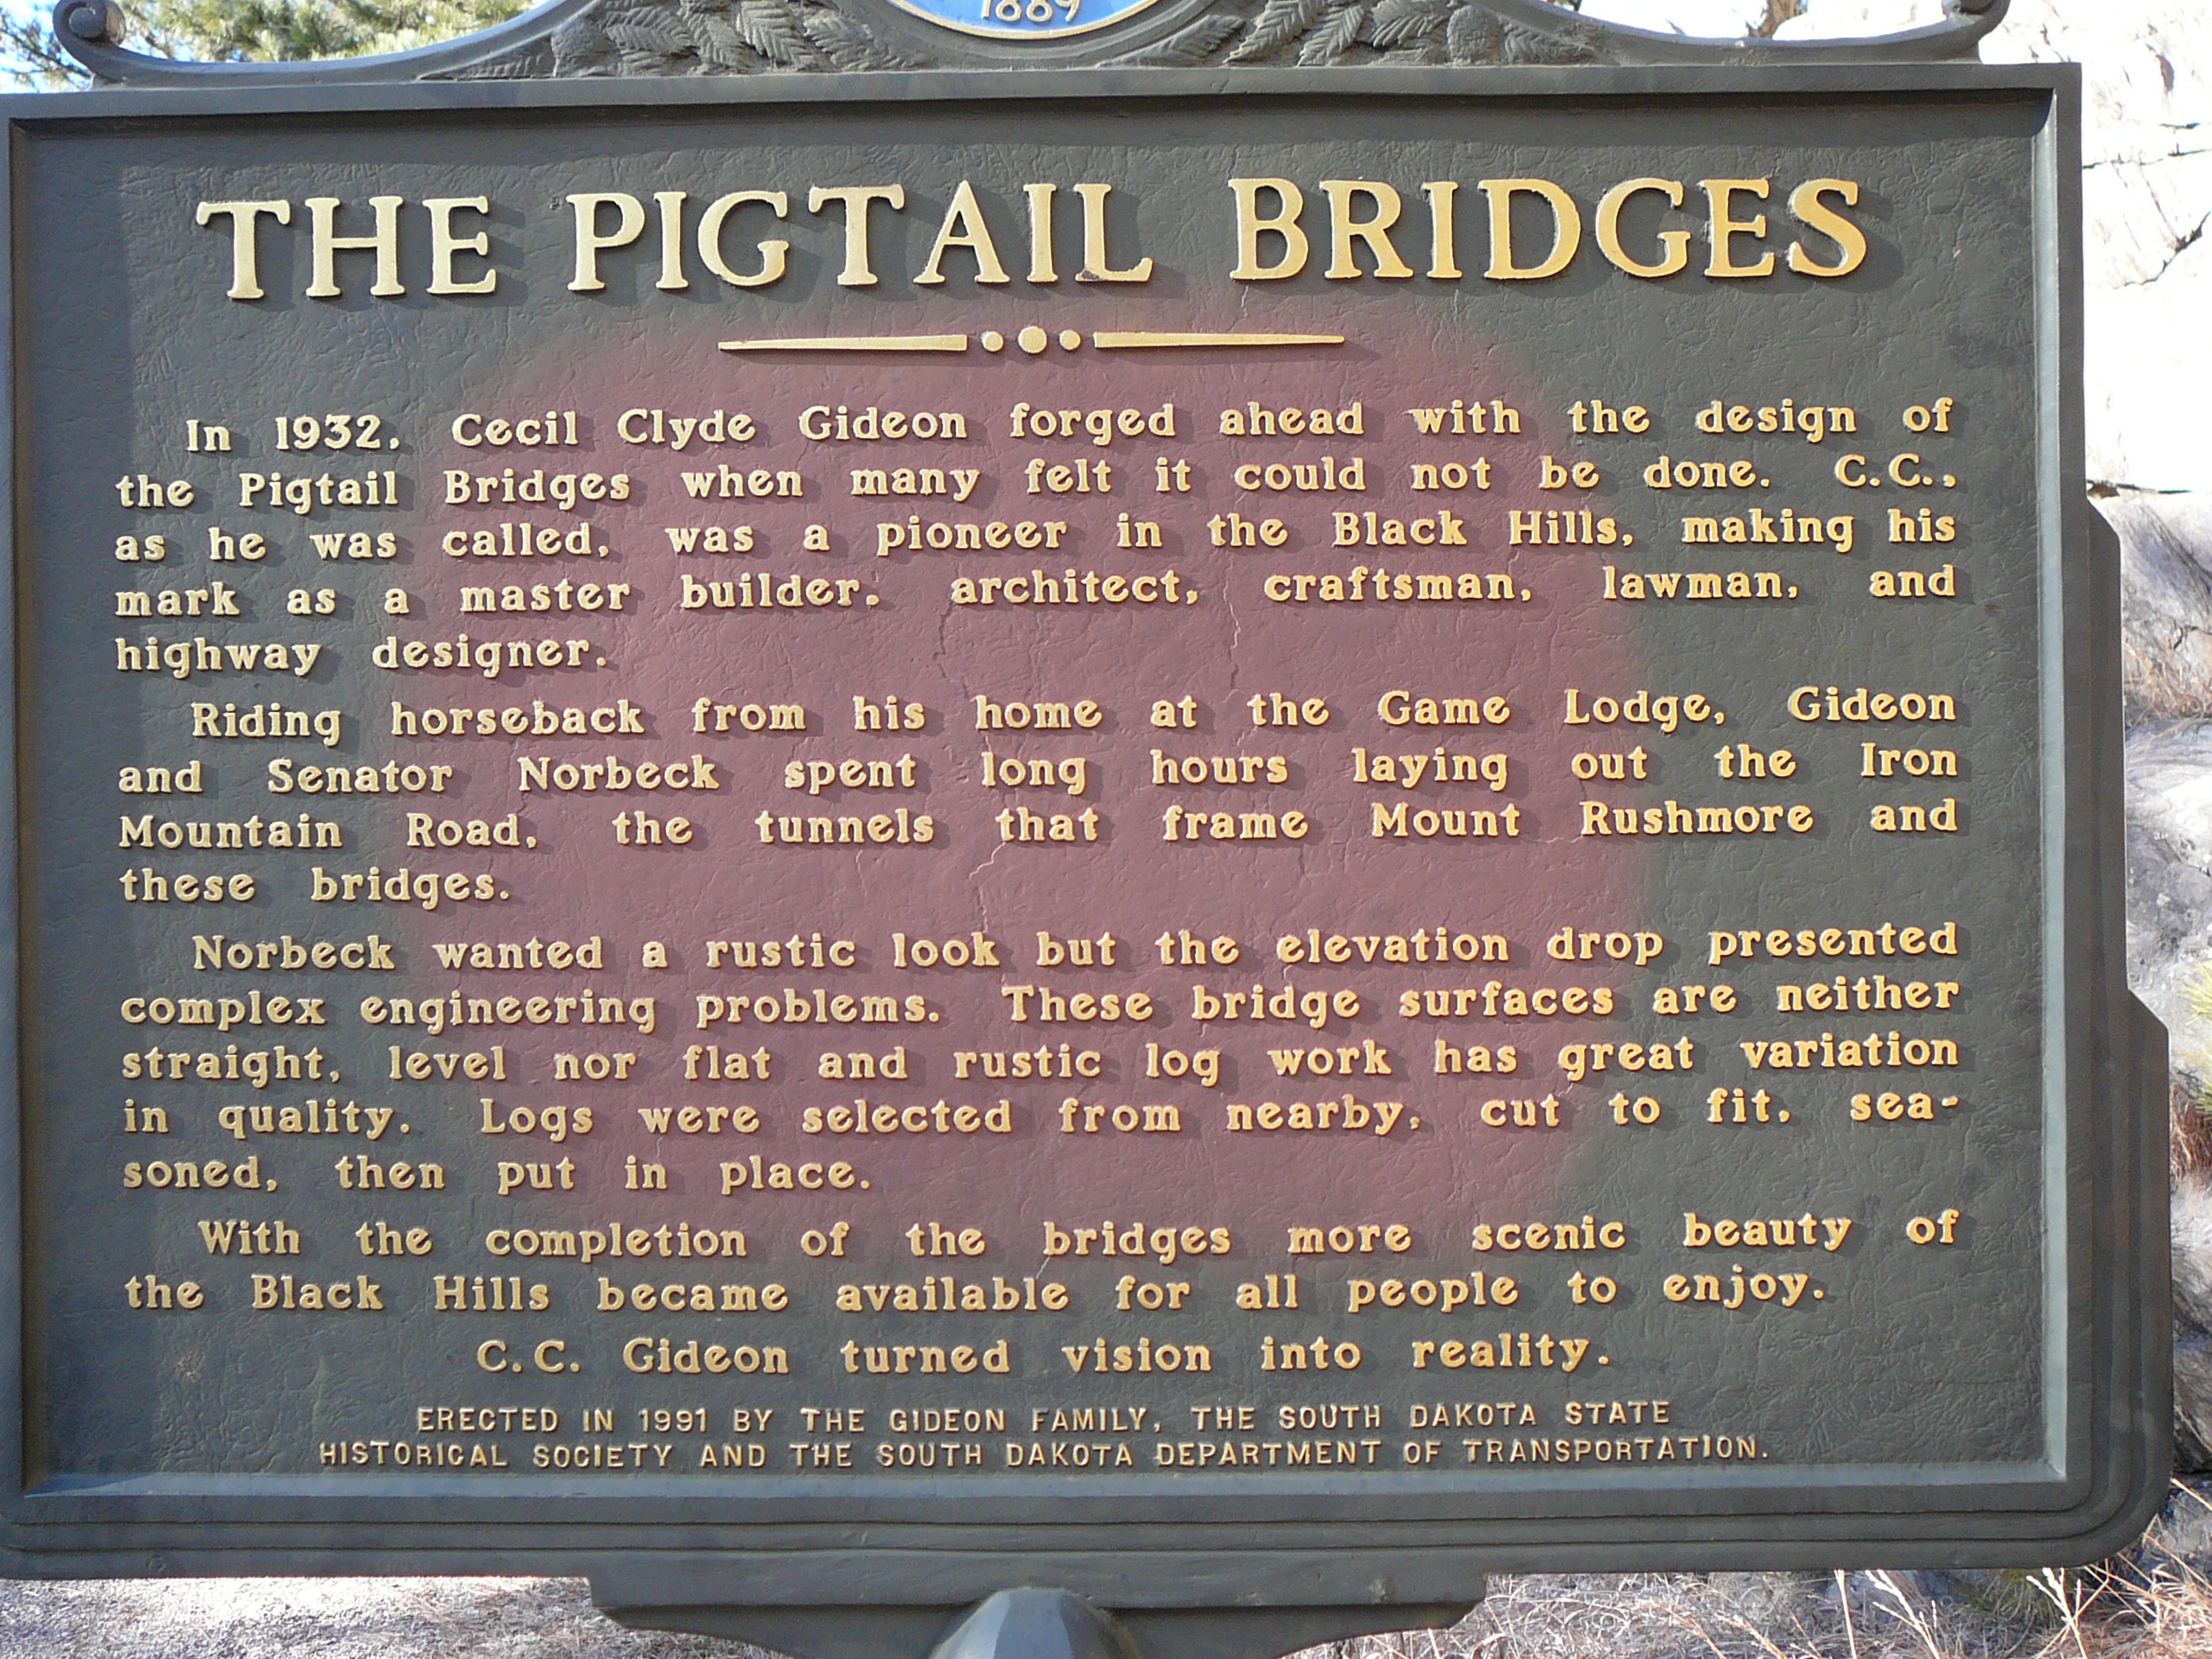 1889
THE PIGTAIL BRIDGES
In 1932, Cecil Clyde Gideon forged ahead with the design of
the Pigtail Bridges when many felt it could not be done. C.C.,
as he was called, was a pioneer in the Black Hills, making his
mark as a master builder, architect, craftsman, lawman, and
highway designer.
Riding horseback from his home at the Game Lodge, Gideon
and Senator Norbeck spent long hours laying out the Iron
Mountain Road, the tunnels that frame Mount Rushmore and
these bridges.
Norbeck wanted a rustic look but the elevation drop presented
complex engineering problems. These bridge surfaces are neither
straight, level nor flat and rustic log work has great variation
in quality. Logs were selected from nearby, cut to fit, sea-
soned, then put in place.
With the completion of the bridges more scenic beauty of
the Black Hills became available for all people to enjoy.
C.C. Gideon turned vision into reality.
ERECTED IN 1991 BY THE GIDEON FAMILY, THE SOUTH DAKOTA STATE
HISTORICAL SOCIETY AND THE SOUTH DAKOTA DEPARTMENT OF TRANSPORTATION.